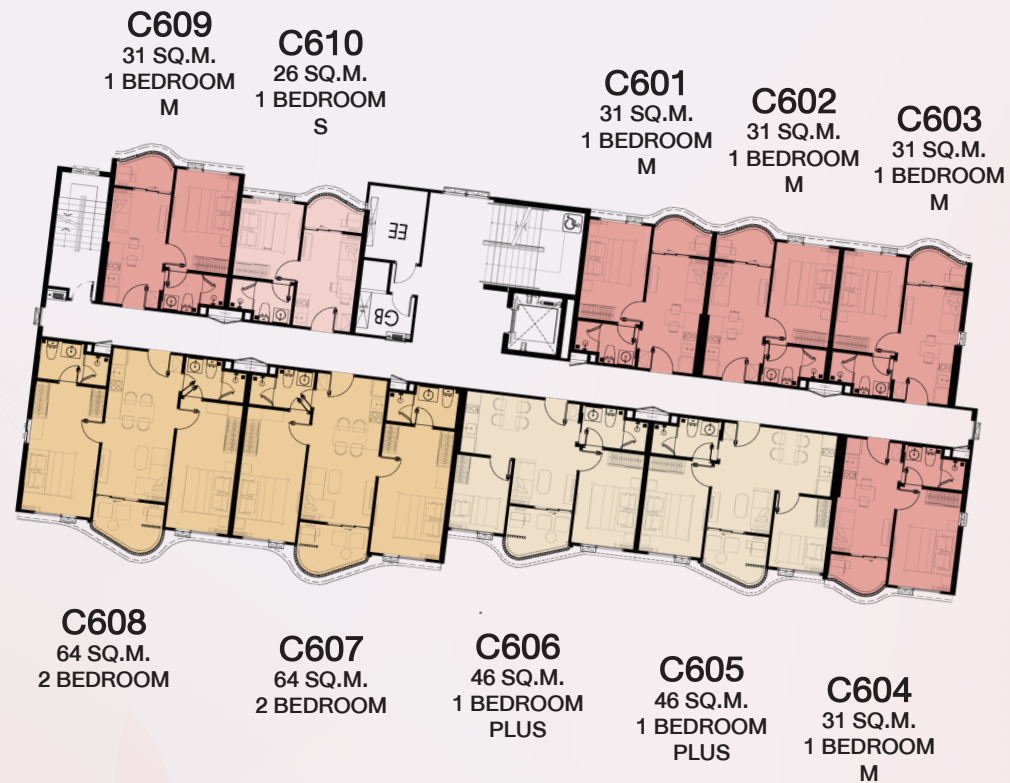 C609
31 SQ.M.
1 BEDROOM
M
C610
26 SQ.M.
1 BEDROOM
S
C601
31 SQ.M.
1 BEDROOM
M
C602
31 SQ.M.
1 BEDROOM
M
C603
31 SQ.M.
1 BEDROOM
M
EE
GB
C608
64 SQ.M.
2 BEDROOM
C607
64 SQ.M.
2 BEDROOM
C606
46 SQ.M.
1 BEDROOM
PLUS
C605
46 SQ.M.
1 BEDROOM
PLUS
C604
31 SQ.M.
1 BEDROOM
M